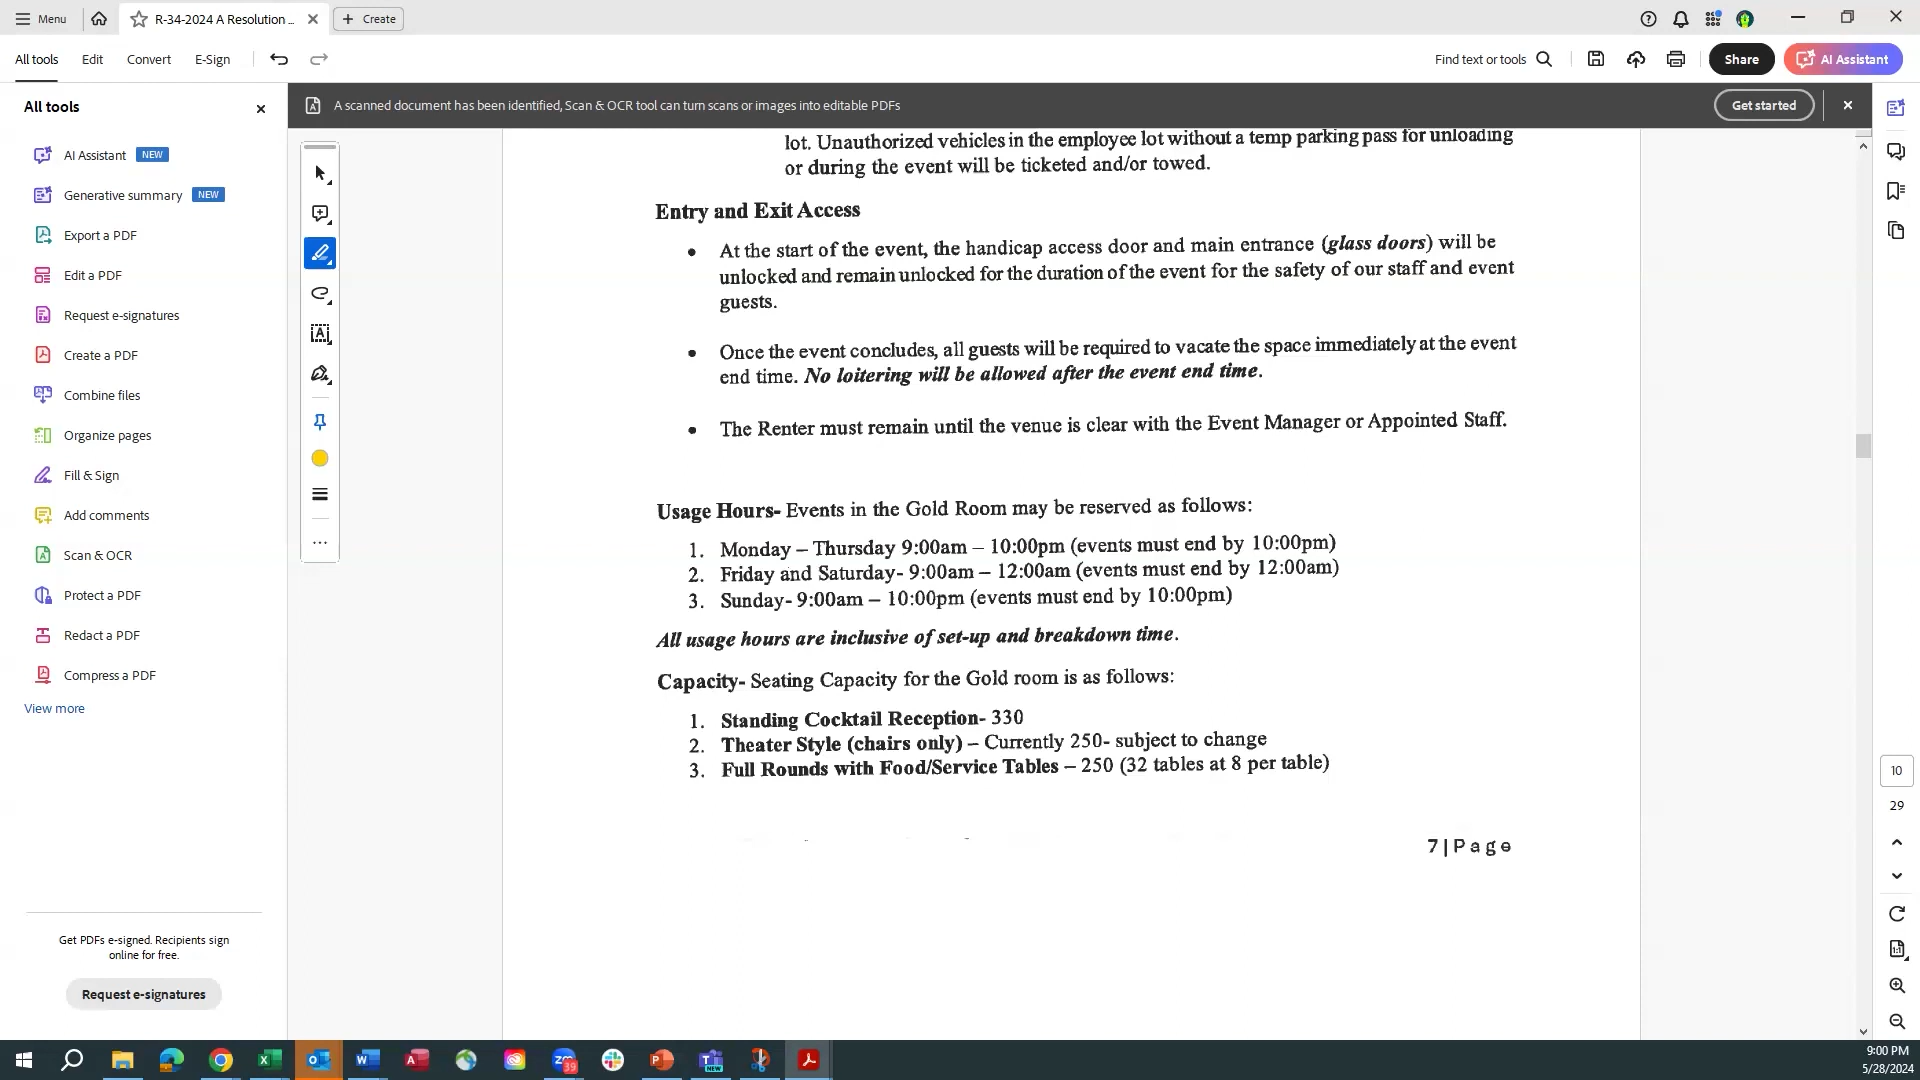 Menu
R-34-2024 A Resolution ...
Create
All tools
Edit
Convert
E-Sign
Find text or tools
Share
AI Assistant
All tools
A scanned document has been identified, Scan & OCR tool can turn scans or images into editable PDFs
Get started
AI Assistant NEW
Generative summary NEW
Export a PDF
Edit a PDF
Request e-signatures
Create a PDF
Combine files
Organize pages
Fill & Sign
Add comments
Scan & OCR
Protect a PDF
Redact a PDF
Compress a PDF
View more
Get PDFs e-signed. Recipients sign
online for free.
Request e-signatures
lot. Unauthorized vehicles in the employee lot without a temp parking pass for unloading
or during the event will be ticketed and/or towed.
Entry and Exit Access
• At the start of the event, the handicap access door and main entrance (glass doors) will be
unlocked and remain unlocked for the duration of the event for the safety of our staff and event
guests.
• Once the event concludes, all guests will be required to vacate the space immediately at the event
end time. No loitering will be allowed after the event end time.
• The Renter must remain until the venue is clear with the Event Manager or Appointed Staff.
Usage Hours- Events in the Gold Room may be reserved as follows:
1. Monday – Thursday 9:00am – 10:00pm (events must end by 10:00pm)
2. Friday and Saturday- 9:00am – 12:00am (events must end by 12:00am)
3. Sunday- 9:00am – 10:00pm (events must end by 10:00pm)
All usage hours are inclusive of set-up and breakdown time.
Capacity- Seating Capacity for the Gold room is as follows:
1. Standing Cocktail Reception- 330
2. Theater Style (chairs only) – Currently 250- subject to change
3. Full Rounds with Food/Service Tables – 250 (32 tables at 8 per table)
7 | Page
10
29
39
NEW
9:00 PM
5/28/2024